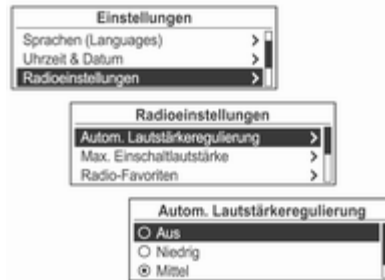 Einstellungen
Sprachen (Languages)
Uhrzeit & Datum
Radioeinstellungen
Radioeinstellungen
Autom. Lautstärkeregulierung
Max. Einschaltlautstärke
Radio-Favoriten
Autom. Lautstärkeregulierung
Aus
Niedrig
Mittel